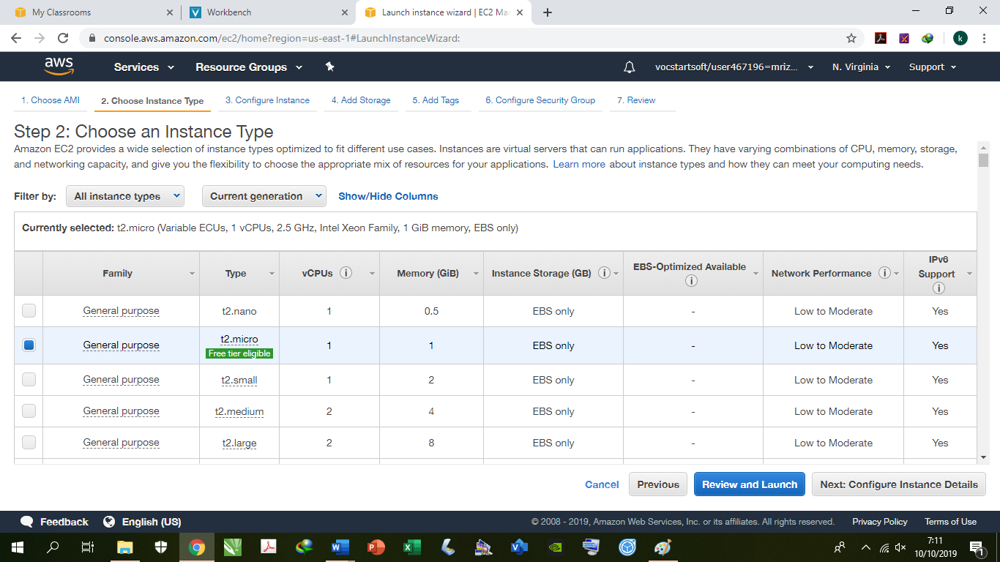 My Classrooms
Workbench
Launch instance wizard | EC2 Ma
console.aws.amazon.com/ec2/home?region=us-east-1#LaunchInstanceWizard:
k
aws
Services
Resource Groups
vocstartsoft/user467196=mriz...
N. Virginia
Support
1. Choose AMI
2. Choose Instance Type
3. Configure Instance
4. Add Storage
5. Add Tags
6. Configure Security Group
7. Review
Step 2: Choose an Instance Type
Amazon EC2 provides a wide selection of instance types optimized to fit different use cases. Instances are virtual servers that can run applications. They have varying combinations of CPU, memory, storage,
and networking capacity, and give you the flexibility to choose the appropriate mix of resources for your applications. Learn more about instance types and how they can meet your computing needs.
Filter by: All instance types Current generation Show/Hide Columns
Currently selected: t2.micro (Variable ECUs, 1 vCPUs, 2.5 GHz, Intel Xeon Family, 1 GiB memory, EBS only)
Family Type vCPUs Memory (GiB) Instance Storage (GB) EBS-Optimized Available Network Performance IPv6 Support
General purpose t2.nano 1 0.5 EBS only - Low to Moderate Yes
General purpose t2.micro 1 1 EBS only - Low to Moderate Yes
Free tier eligible
General purpose t2.small 1 2 EBS only - Low to Moderate Yes
General purpose t2.medium 2 4 EBS only - Low to Moderate Yes
General purpose t2.large 2 8 EBS only - Low to Moderate Yes
Cancel Previous Review and Launch Next: Configure Instance Details
Feedback English (US) © 2008 - 2019, Amazon Web Services, Inc. or its affiliates. All rights reserved. Privacy Policy Terms of Use
7:11
10/10/2019
1